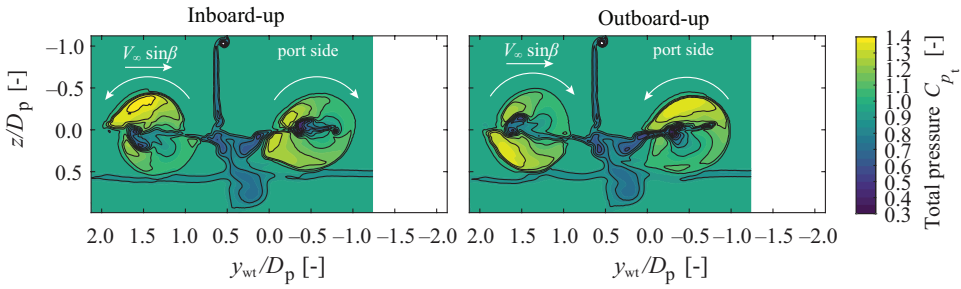 Inboard-up
Outboard-up
V∞ sinβ
port side
V∞ sinβ
port side
−1.0
−0.5
0.0
0.5
z/Dp [-]
2.0 1.5 1.0 0.5 0.0 −0.5 −1.0 −1.5 −2.0
2.0 1.5 1.0 0.5 0.0 −0.5 −1.0 −1.5 −2.0
ywt/Dp [-]
ywt/Dp [-]
1.4
1.3
1.2
1.1
1.0
0.9
0.8
0.7
0.6
0.5
0.4
0.3
Total pressure Cpt [-]